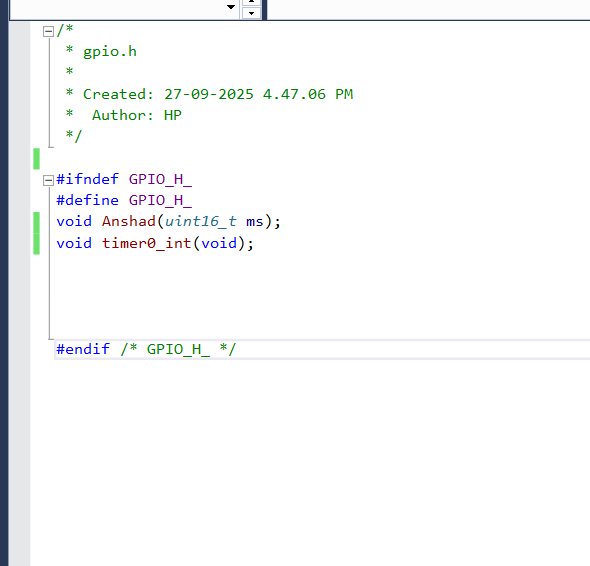 /*
 * gpio.h
 *
 * Created: 27-09-2025 4.47.06 PM
 *  Author: HP
 */
#ifndef GPIO_H_
#define GPIO_H_
void Anshad(uint16_t ms);
void timer0_int(void);
#endif /* GPIO_H_ */